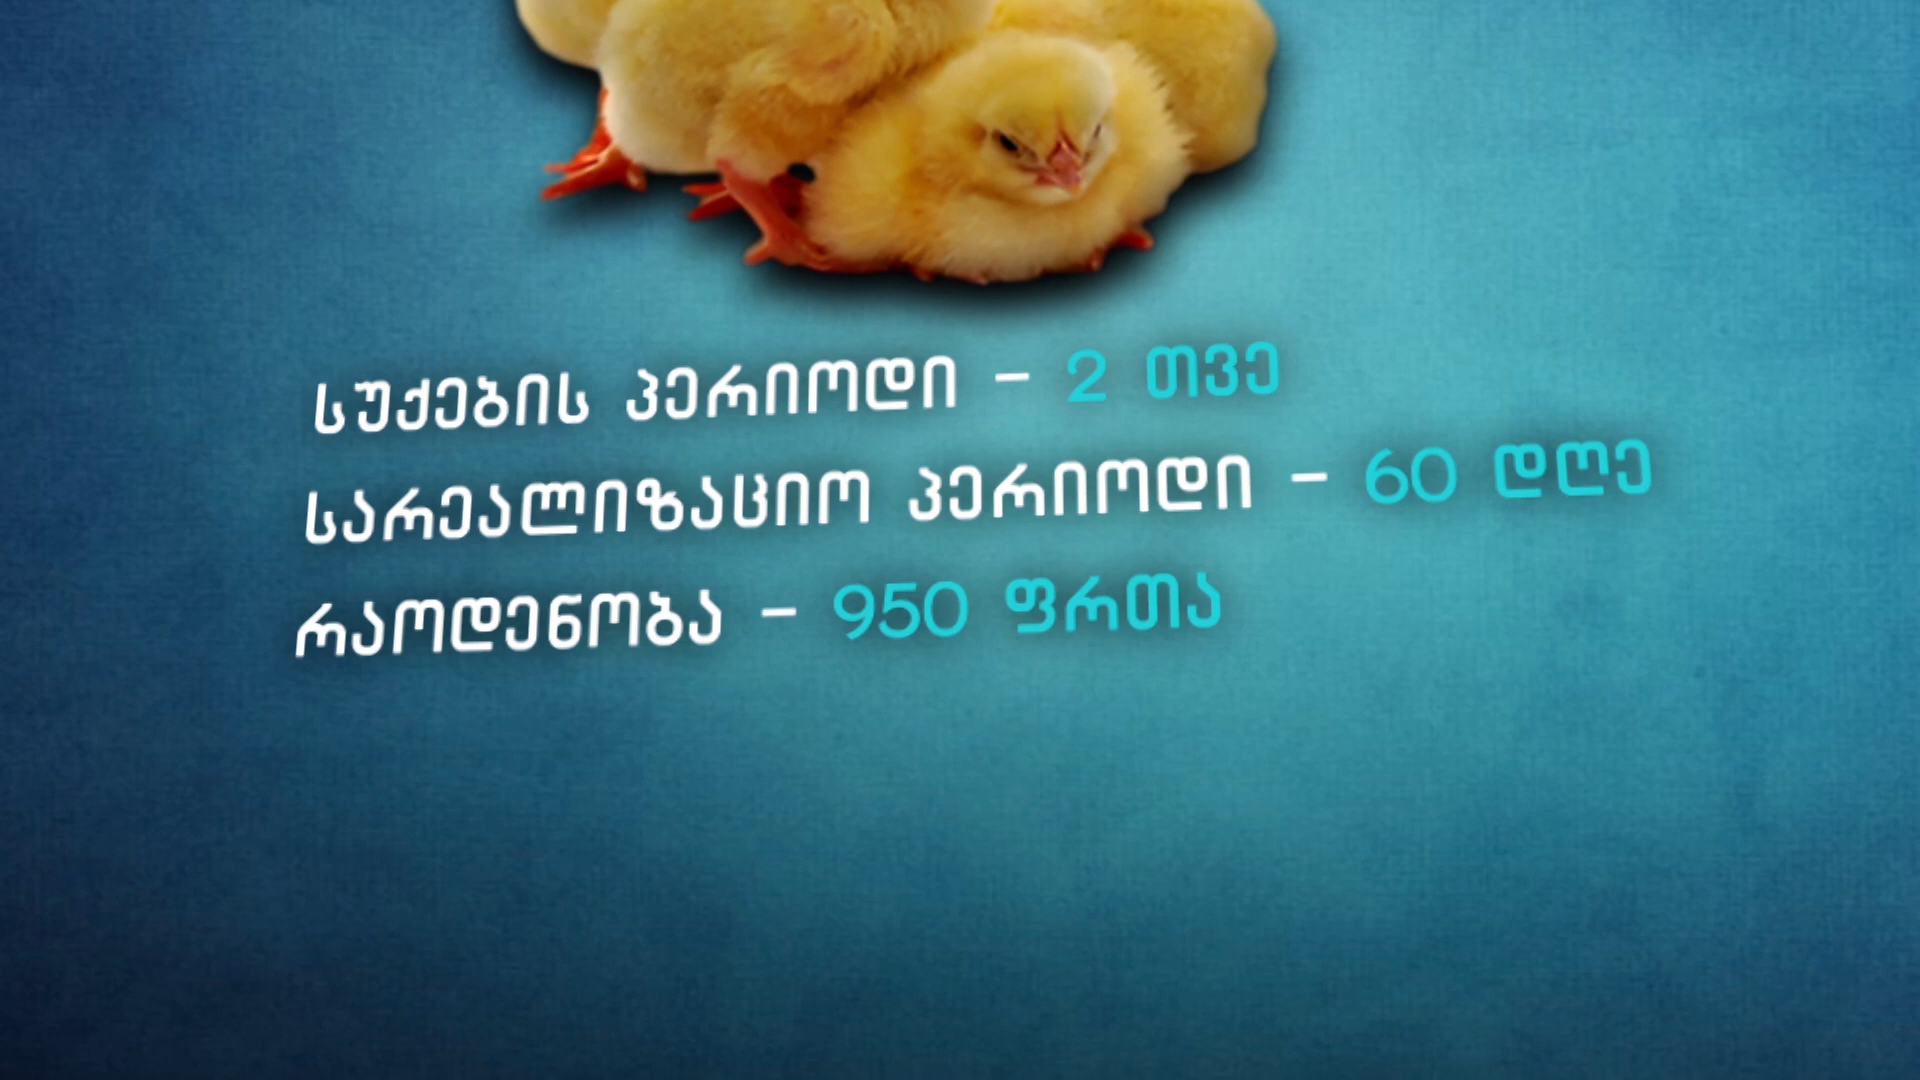 სუქების პერიოდი – 2 თვე
სარეალიზაციო პერიოდი – 60 დღე
რაოდენობა – 950 ფრთა